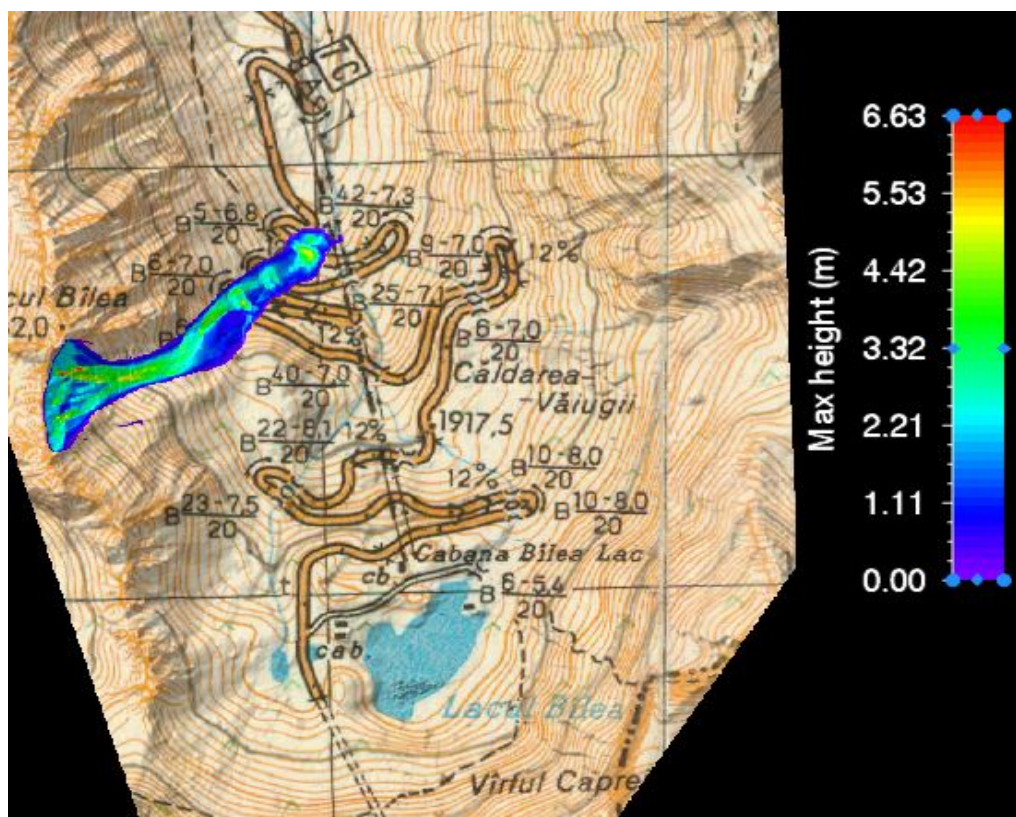 TC
42-7,3
B 20
5-6,8
B 20
9-7,0
B 20
12%
6-7,0
B 20
cul Bîlea
2,0
25-7,1
B 20
12%
6-7,0
B 20
40-7,0
B 20
Căldarea-
-Văiugii
1917,5
22-8,1
B 20
12%
12%
10-8,0
B 20
23-7,5
B 20
10-8,0
B 20
Cabana Bîlea Lac
cb.
6-5,4
B 20
cab.
Lacul Bîlea
Vîrful Capre
Max height (m)
6.63
5.53
4.42
3.32
2.21
1.11
0.00